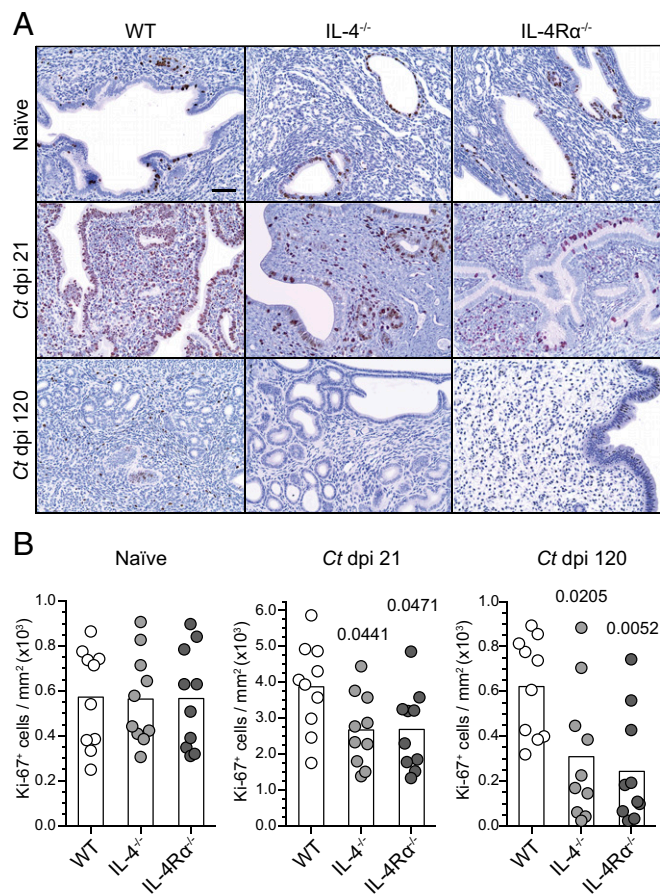 A
WT
IL-4-/-
IL-4Rα-/-
Naïve
Ct dpi 21
Ct dpi 120
B
Naïve
Ct dpi 21
Ct dpi 120
Ki-67+ cells / mm2 (x103)
1.0
0.8
0.6
0.4
0.2
0.0
WT
IL-4-/-
IL-4Rα-/-
Ki-67+ cells / mm2 (x103)
6.0
5.0
4.0
3.0
2.0
1.0
0.0
0.0441
0.0471
WT
IL-4-/-
IL-4Rα-/-
Ki-67+ cells / mm2 (x103)
1.0
0.8
0.6
0.4
0.2
0.0
0.0205
0.0052
WT
IL-4-/-
IL-4Rα-/-